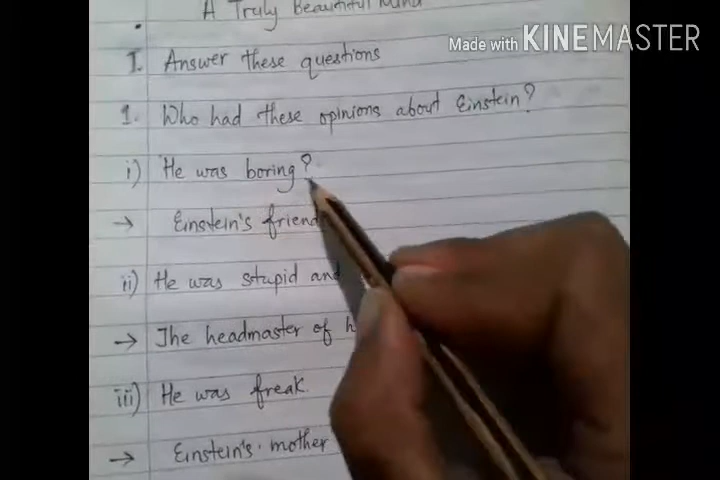 A Truly Beautiful Mind
Made with KINEMASTER
I. Answer these questions
1. Who had these opinions about Einstein?
i) He was boring?
→ Einstein's friend
ii) He was stupid and
→ The headmaster of h
iii) He was freak.
→ Einstein's mother